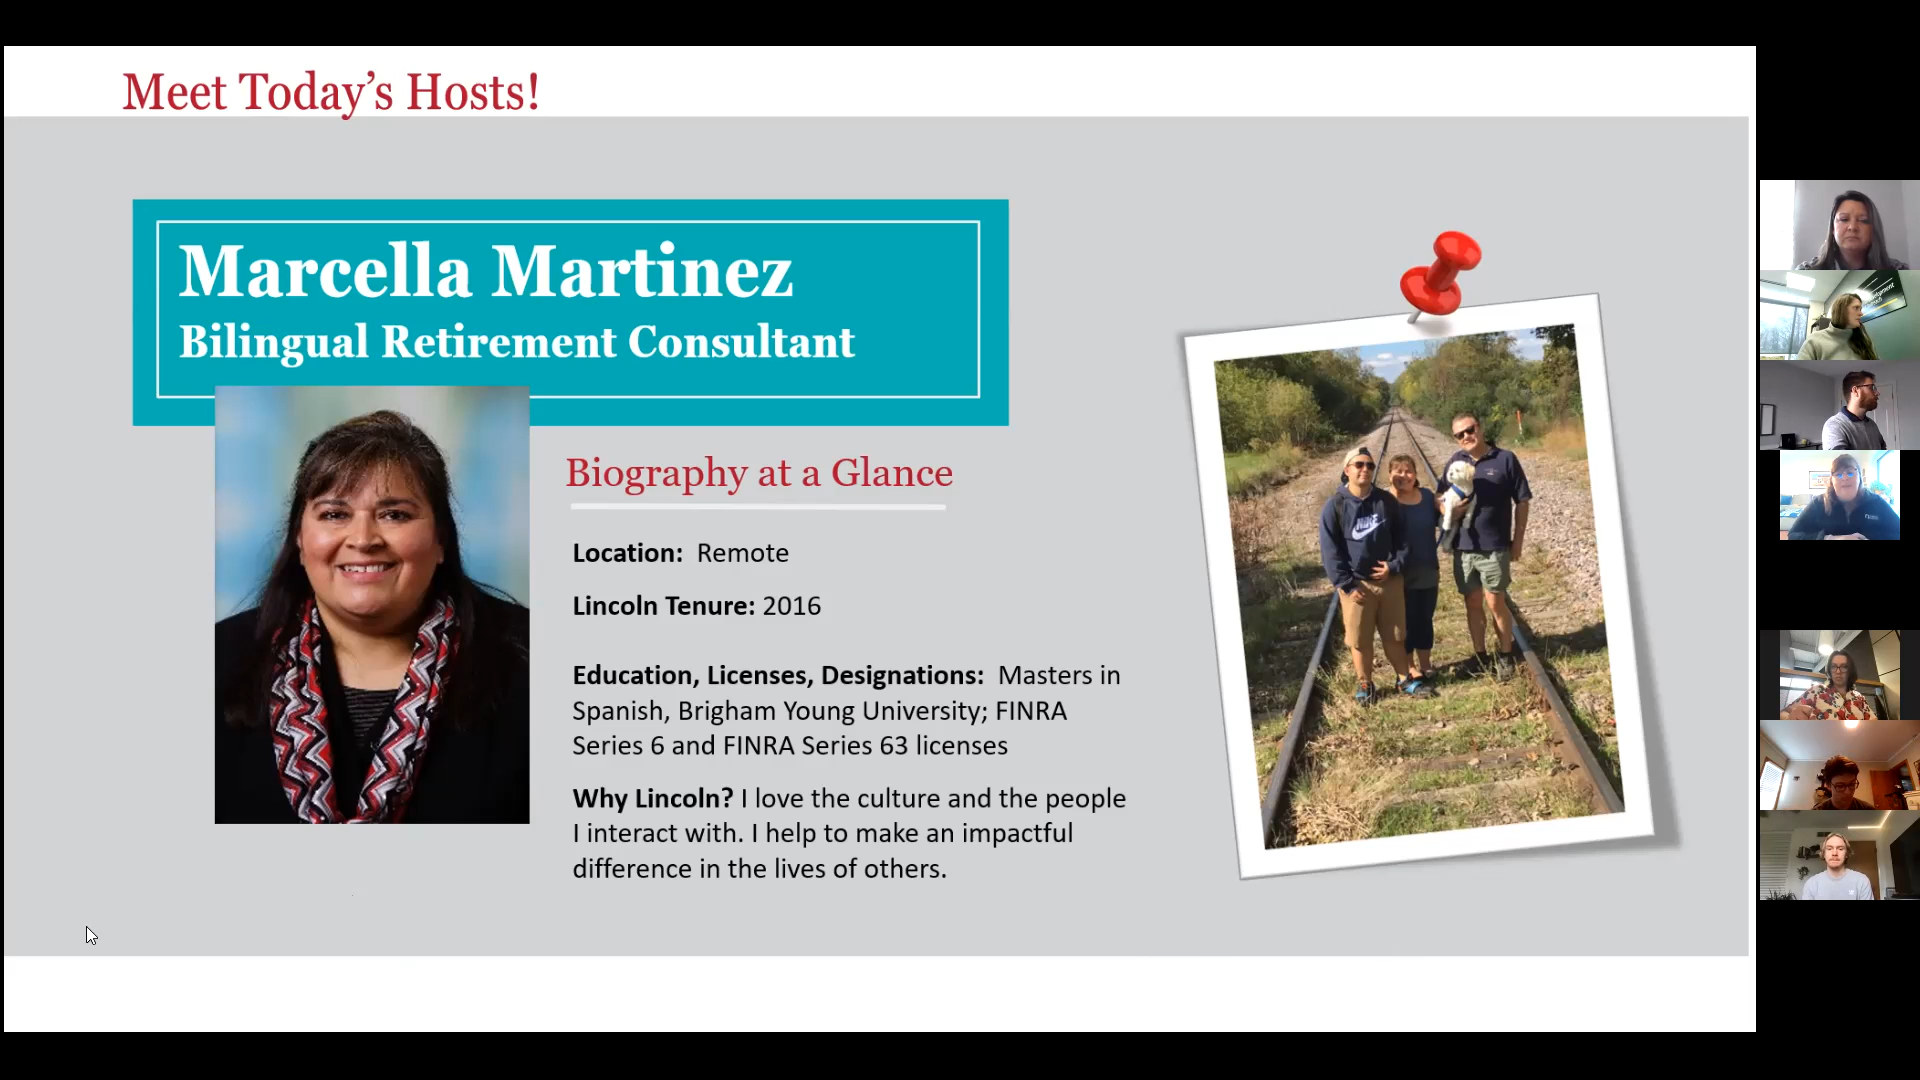 Meet Today's Hosts!
Marcella Martinez
Bilingual Retirement Consultant
Biography at a Glance
Location: Remote
Lincoln Tenure: 2016
Education, Licenses, Designations: Masters in
Spanish, Brigham Young University; FINRA
Series 6 and FINRA Series 63 licenses
Why Lincoln? I love the culture and the people
I interact with. I help to make an impactful
difference in the lives of others.
NIKE